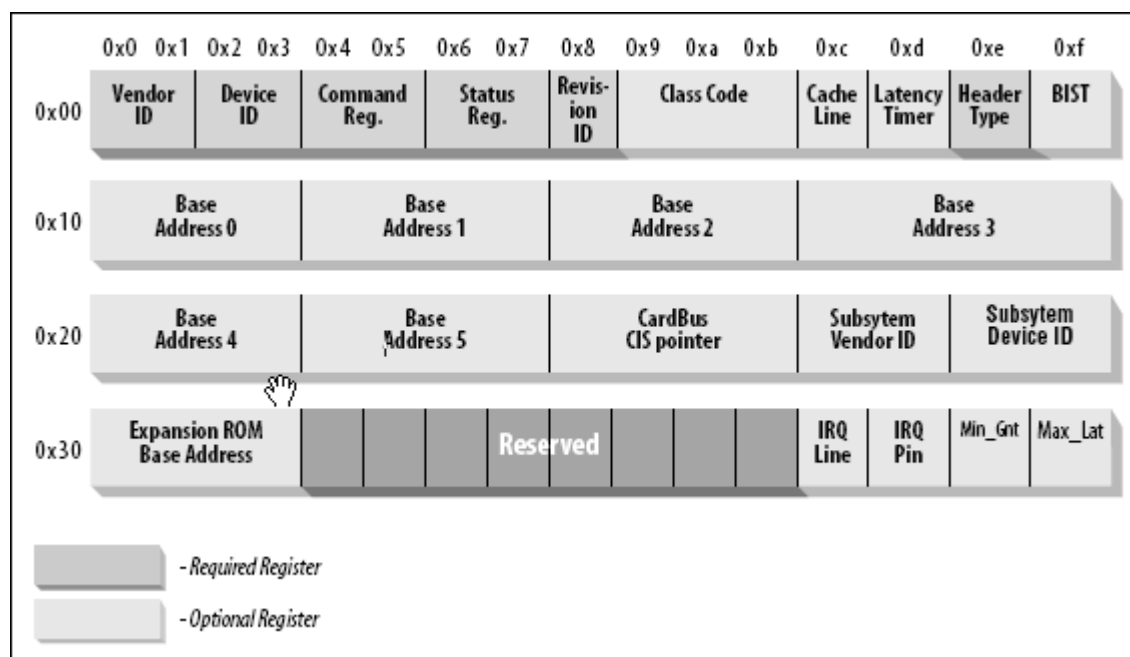 0x0 0x1 0x2 0x3 0x4 0x5 0x6 0x7 0x8 0x9 0xa 0xb 0xc 0xd 0xe 0xf
0x00
Vendor
ID
Device
ID
Command
Reg.
Status
Reg.
Revis-
ion
ID
Class Code
Cache
Line
Latency
Timer
Header
Type
BIST
0x10
Base
Address 0
Base
Address 1
Base
Address 2
Base
Address 3
0x20
Base
Address 4
Base
Address 5
CardBus
CIS pointer
Subsytem
Vendor ID
Subsytem
Device ID
0x30
Expansion ROM
Base Address
Reserved
IRQ
Line
IRQ
Pin
Min_Gnt
Max_Lat
- Required Register
- Optional Register